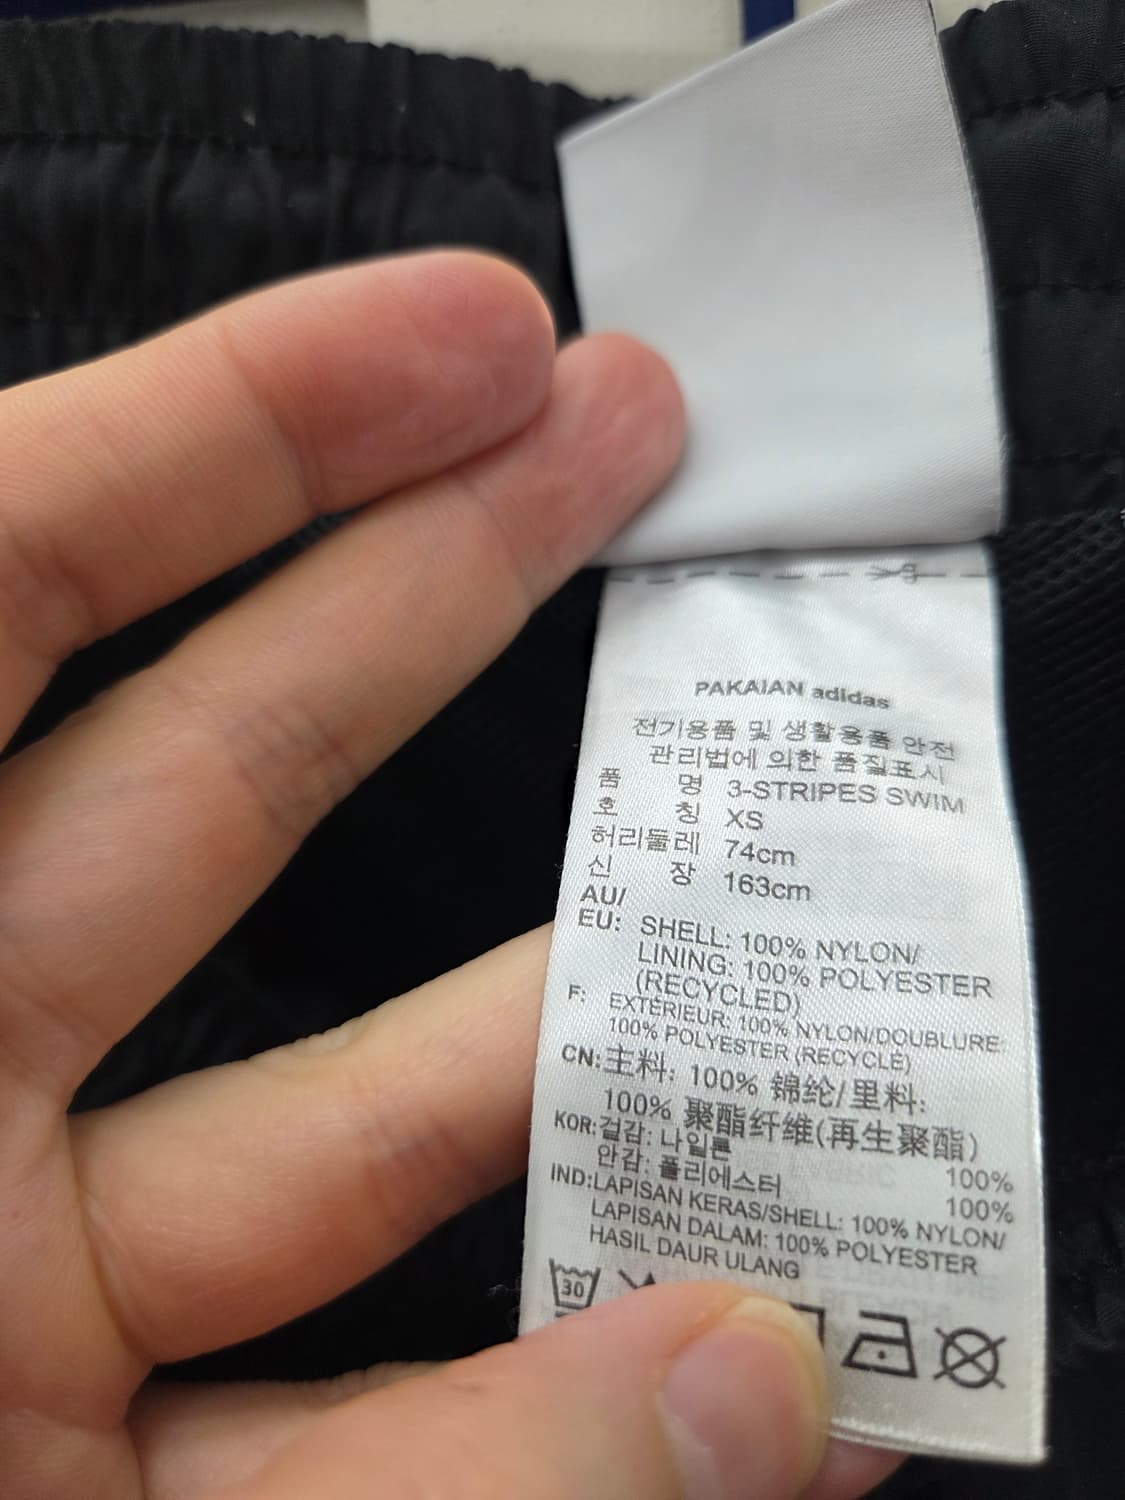 PAKAIAN adidas
전기용품 및 생활용품 안전
관리법에 의한 품질표시
품 명 3-STRIPES SWIM
호 칭 XS
허리둘레 74cm
신 장 163cm
AU/
EU: SHELL: 100% NYLON/
LINING: 100% POLYESTER
(RECYCLED)
F: EXTÉRIEUR: 100% NYLON/DOUBLURE:
100% POLYESTER (RECYCLÉ)
CN: 主料: 100% 锦纶/里料:
100% 聚酯纤维(再生聚酯)
KOR: 겉감: 나일론 100%
안감: 폴리에스터 100%
IND: LAPISAN KERAS/SHELL: 100% NYLON/
LAPISAN DALAM: 100% POLYESTER
HASIL DAUR ULANG
30